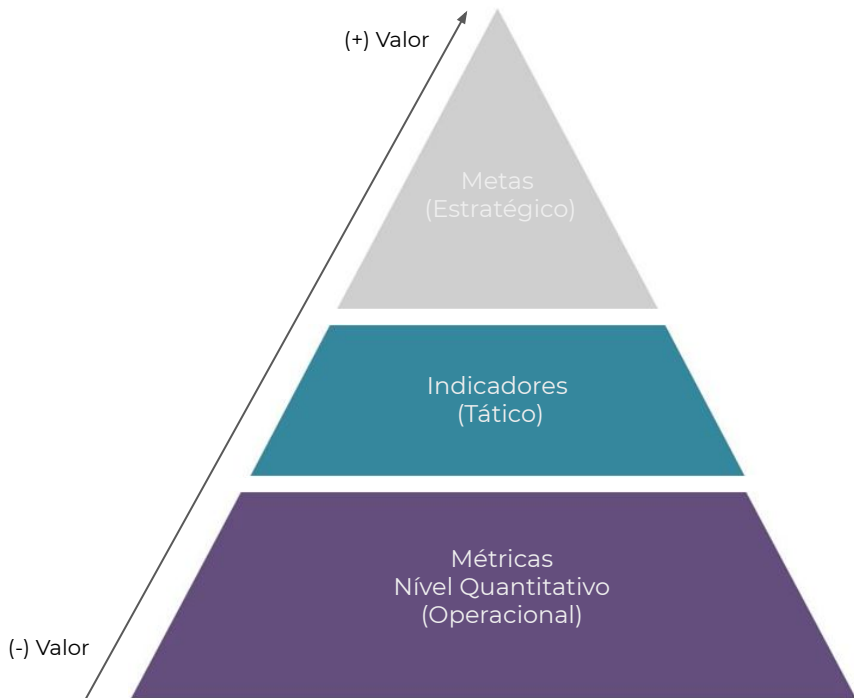 (+) Valor
Metas
(Estratégico)
Indicadores
(Tático)
Métricas
Nível Quantitativo
(Operacional)
(-) Valor